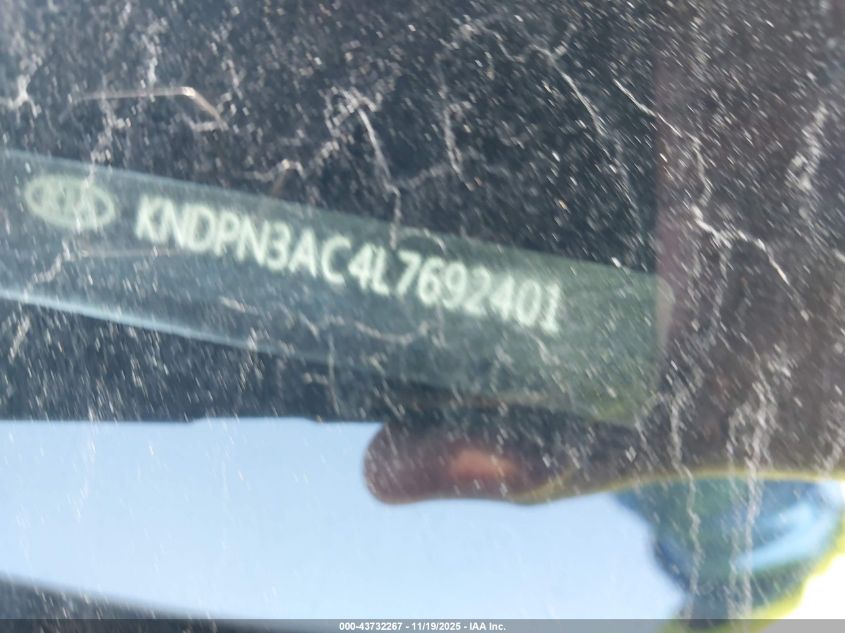 KIA KNDPN3AC4L7692401
000-43732267 - 11/19/2025 - IAA Inc.